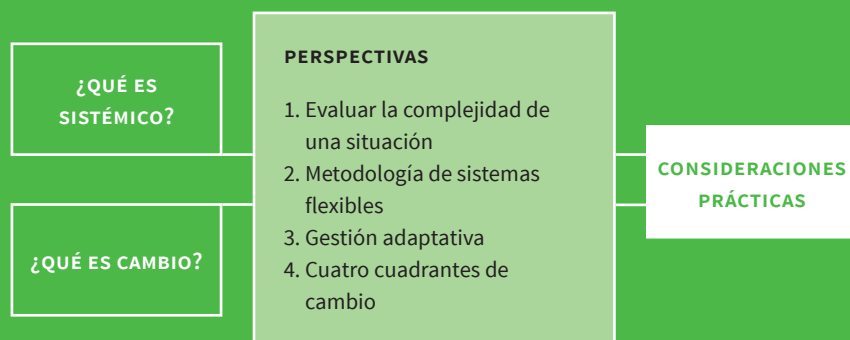 ¿QUÉ ES
SISTÉMICO?
¿QUÉ ES CAMBIO?
PERSPECTIVAS
1. Evaluar la complejidad de
una situación
2. Metodología de sistemas
flexibles
3. Gestión adaptativa
4. Cuatro cuadrantes de
cambio
CONSIDERACIONES
PRÁCTICAS